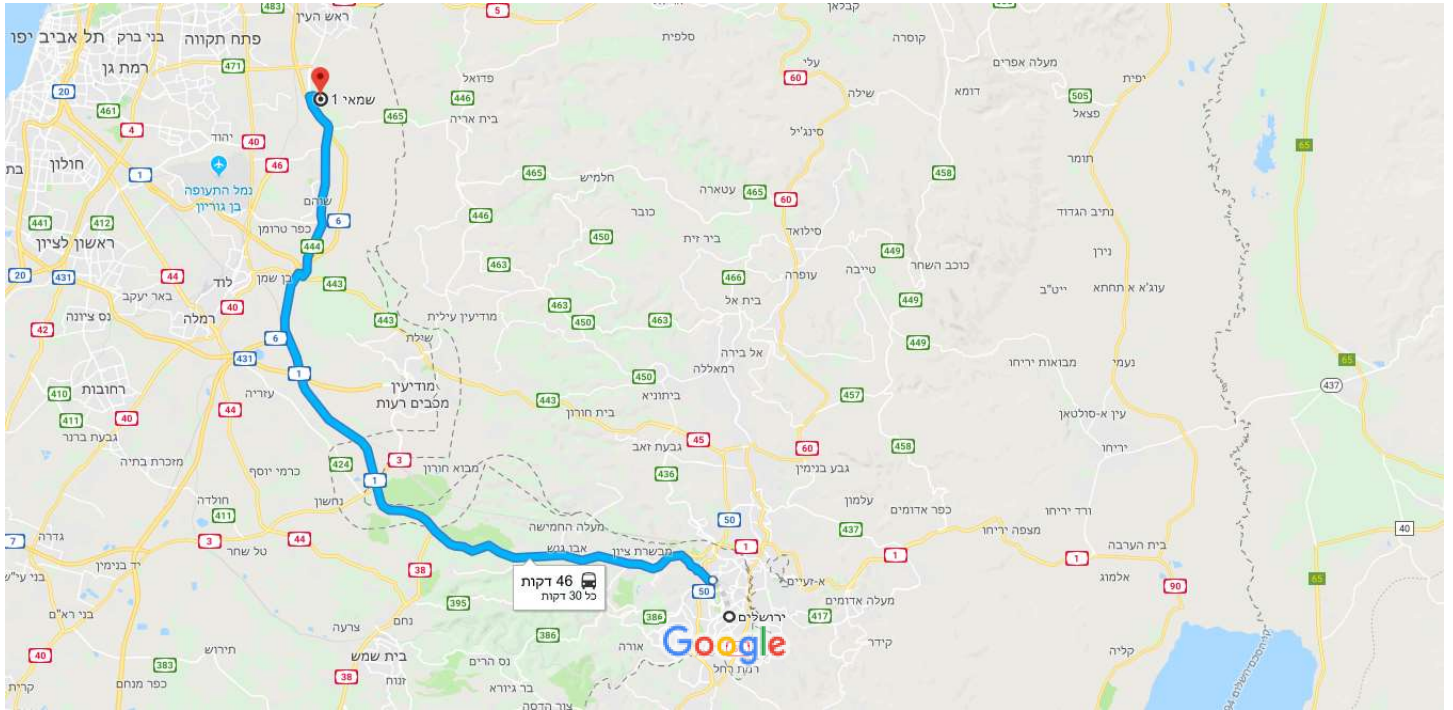 483
ראש העין
5
קבלאן
תל אביב יפו
בני ברק
פתח תקווה
סלפית
קוסרה
רמת גן
471
פדואל
עלי
60
מעלה אפרים
יפית
20
שמאי 1
446
שילה
דומא
505
פצאל
461
4
465
בית אריה
סינג'יל
65
יהוד
40
חולון
בת
46
תומר
1
נמל התעופה
בן גוריון
465
חלמיש
עטארה
465
458
60
שוהם
441
412
6
446
כובר
נתיב הגדוד
כפר טרומן
סילואד
ראשון לציון
444
450
ביר זית
449
נירן
20
431
44
לוד
בן שמן
443
463
466
עופרה
טייבה
כוכב השחר
באר יעקב
463
בית אל
449
ייט"ב
עוג'א א תחתא
נס ציונה
40
רמלה
443
מודיעין עילית
450
463
42
6
שילת
449
431
אל בירה
מבואות יריחו
נעמי
65
רחובות
1
רמאללה
437
410
עזריה
מודיעין
מכבים רעות
450
ביתוניא
457
411
40
44
443
בית חורון
עין א-סולטאן
גבעת ברנר
45
גבעת זאב
60
458
יריחו
מזכרת בתיה
כרמי יוסף
424
3
מבוא חורון
436
גבע בנימין
1
חולדה
נחשון
עלמון
כפר אדומים
ורד יריחו
411
50
437
מצפה יריחו
40
7
גדרה
3
44
מעלה החמישה
טל שחר
1
1
1
בית הערבה
יד בנימין
38
אבו גוש
מבשרת ציון
א-זעיים
אלמוג
65
בני עי"ש
46 דקות
כל 30 דקות
50
מעלה אדומים
90
395
386
ירושלים
417
בני רא"ם
צרעה
נחם
386
Google
קידר
40
383
תירוש
בית שמש
אורה
קליה
נס הרים
רמת רחל
קרית
כפר מנחם
38
זנוח
בר גיורא
צור הדסה